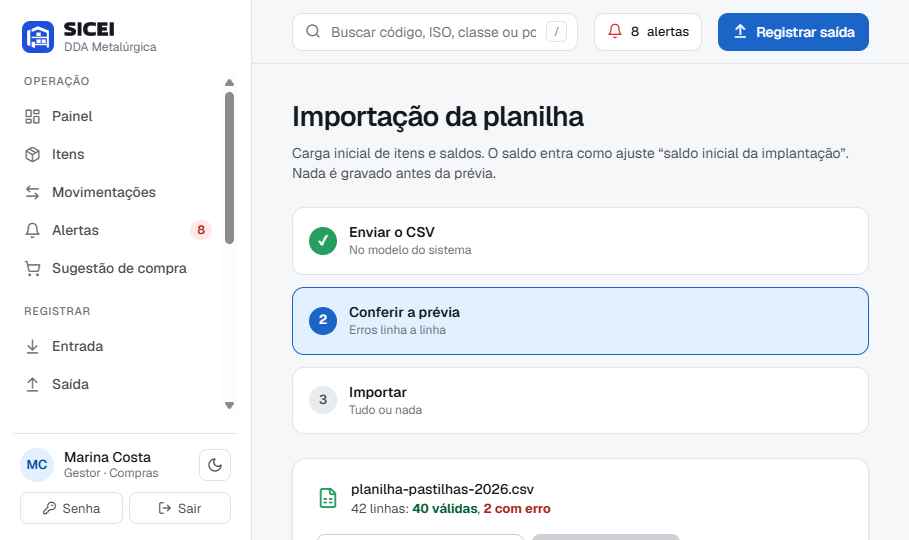 SICEI
DDA Metalúrgica
OPERAÇÃO
Painel
Itens
Movimentações
Alertas
8
Sugestão de compra
REGISTRAR
Entrada
Saída
MC
Marina Costa
Gestor · Compras
Senha
Sair
Buscar código, ISO, classe ou po
/
8 alertas
Registrar saída
Importação da planilha
Carga inicial de itens e saldos. O saldo entra como ajuste “saldo inicial da implantação”.
Nada é gravado antes da prévia.
Enviar o CSV
No modelo do sistema
2
Conferir a prévia
Erros linha a linha
3
Importar
Tudo ou nada
planilha-pastilhas-2026.csv
42 linhas: 40 válidas, 2 com erro